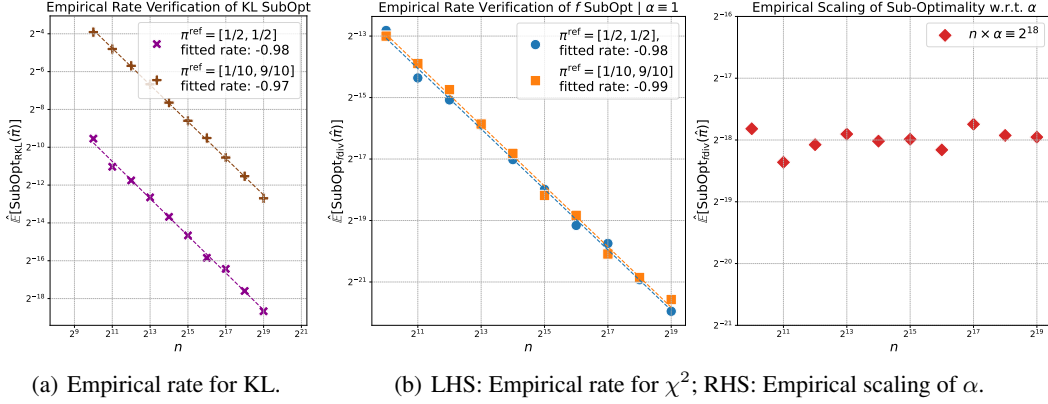 Empirical Rate Verification of KL SubOpt
Ê[SubOpt_RKL(π̂)]
2^−4
2^−6
2^−8
2^−10
2^−12
2^−14
2^−16
2^−18
π^ref = [1/2, 1/2]
fitted rate: -0.98
π^ref = [1/10, 9/10]
fitted rate: -0.97
2^9 2^11 2^13 2^15 2^17 2^19 2^21
n
Empirical Rate Verification of f SubOpt | α ≡ 1
Ê[SubOpt_fdiv(π̂)]
2^−13
2^−15
2^−17
2^−19
2^−21
π^ref = [1/2, 1/2],
fitted rate: -0.98
π^ref = [1/10, 9/10]
fitted rate: -0.99
2^11 2^13 2^15 2^17 2^19
n
Empirical Scaling of Sub-Optimality w.r.t. α
Ê[SubOpt_fdiv(π̂)]
2^−16
2^−17
2^−18
2^−19
2^−20
2^−21
n × α ≡ 2^18
2^11 2^13 2^15 2^17 2^19
n
(a) Empirical rate for KL.
(b) LHS: Empirical rate for χ²; RHS: Empirical scaling of α.